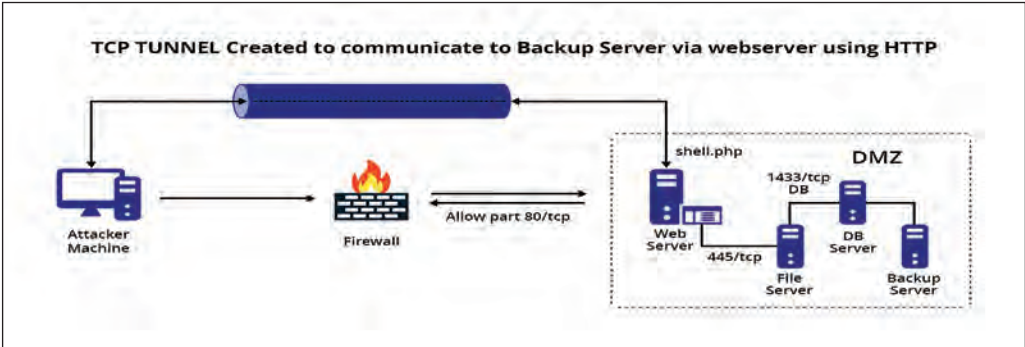 TCP TUNNEL Created to communicate to Backup Server via webserver using HTTP
shell.php
DMZ
1433/tcp
DB
Attacker
Machine
Firewall
Allow part 80/tcp
Web
Server
445/tcp
File
Server
DB
Server
Backup
Server